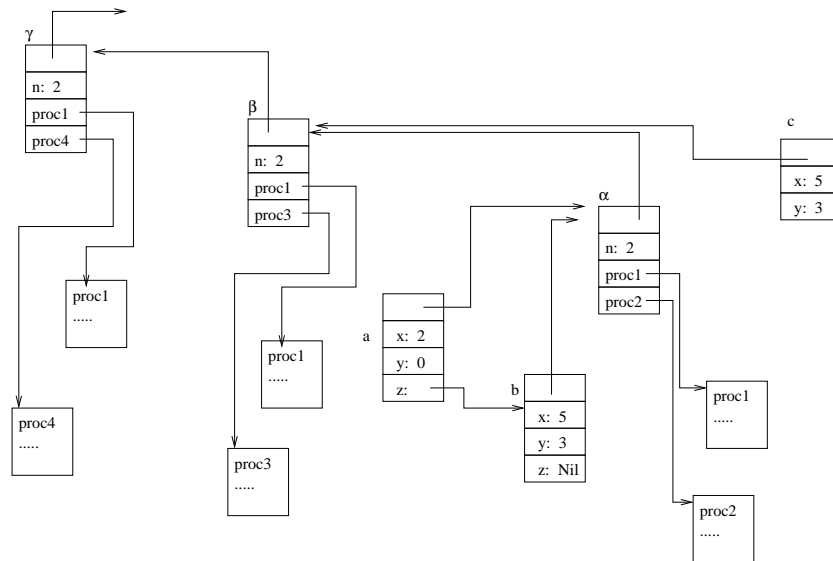 γ
n: 2
proc1
proc4
proc1
.....
proc4
.....
β
n: 2
proc1
proc3
proc1
.....
proc3
.....
a
x: 2
y: 0
z:
b
x: 5
y: 3
z: Nil
α
n: 2
proc1
proc2
proc1
.....
proc2
.....
c
x: 5
y: 3